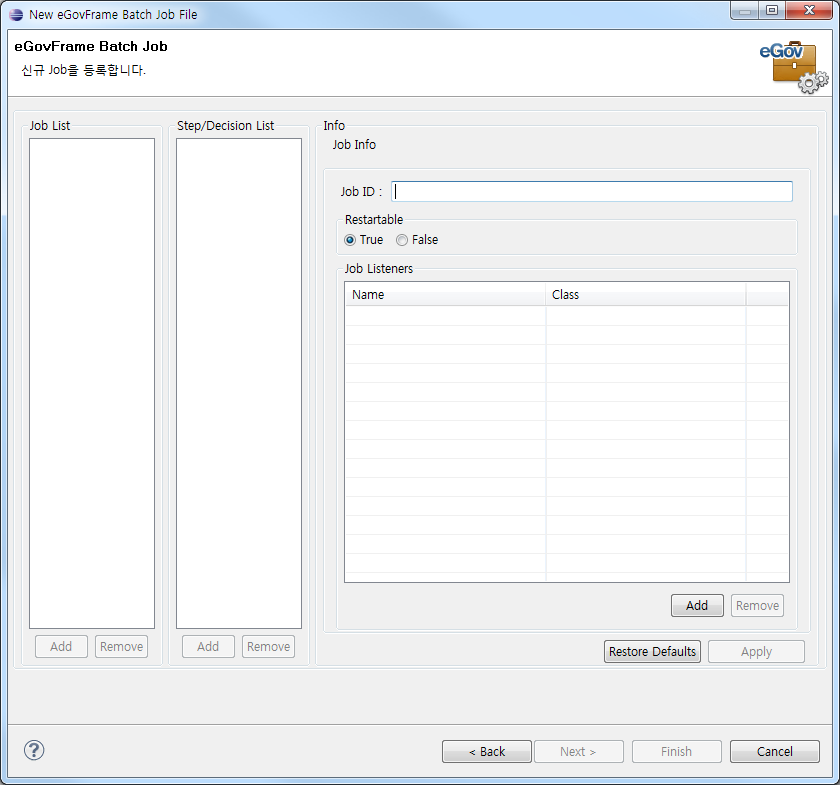 New eGovFrame Batch Job File
eGovFrame Batch Job
신규 Job을 등록합니다.
eGov
Job List
Add
Remove
Step/Decision List
Add
Remove
Info
Job Info
Job ID :
Restartable
True False
Job Listeners
Name Class
Add Remove
Restore Defaults Apply
?
< Back Next > Finish Cancel